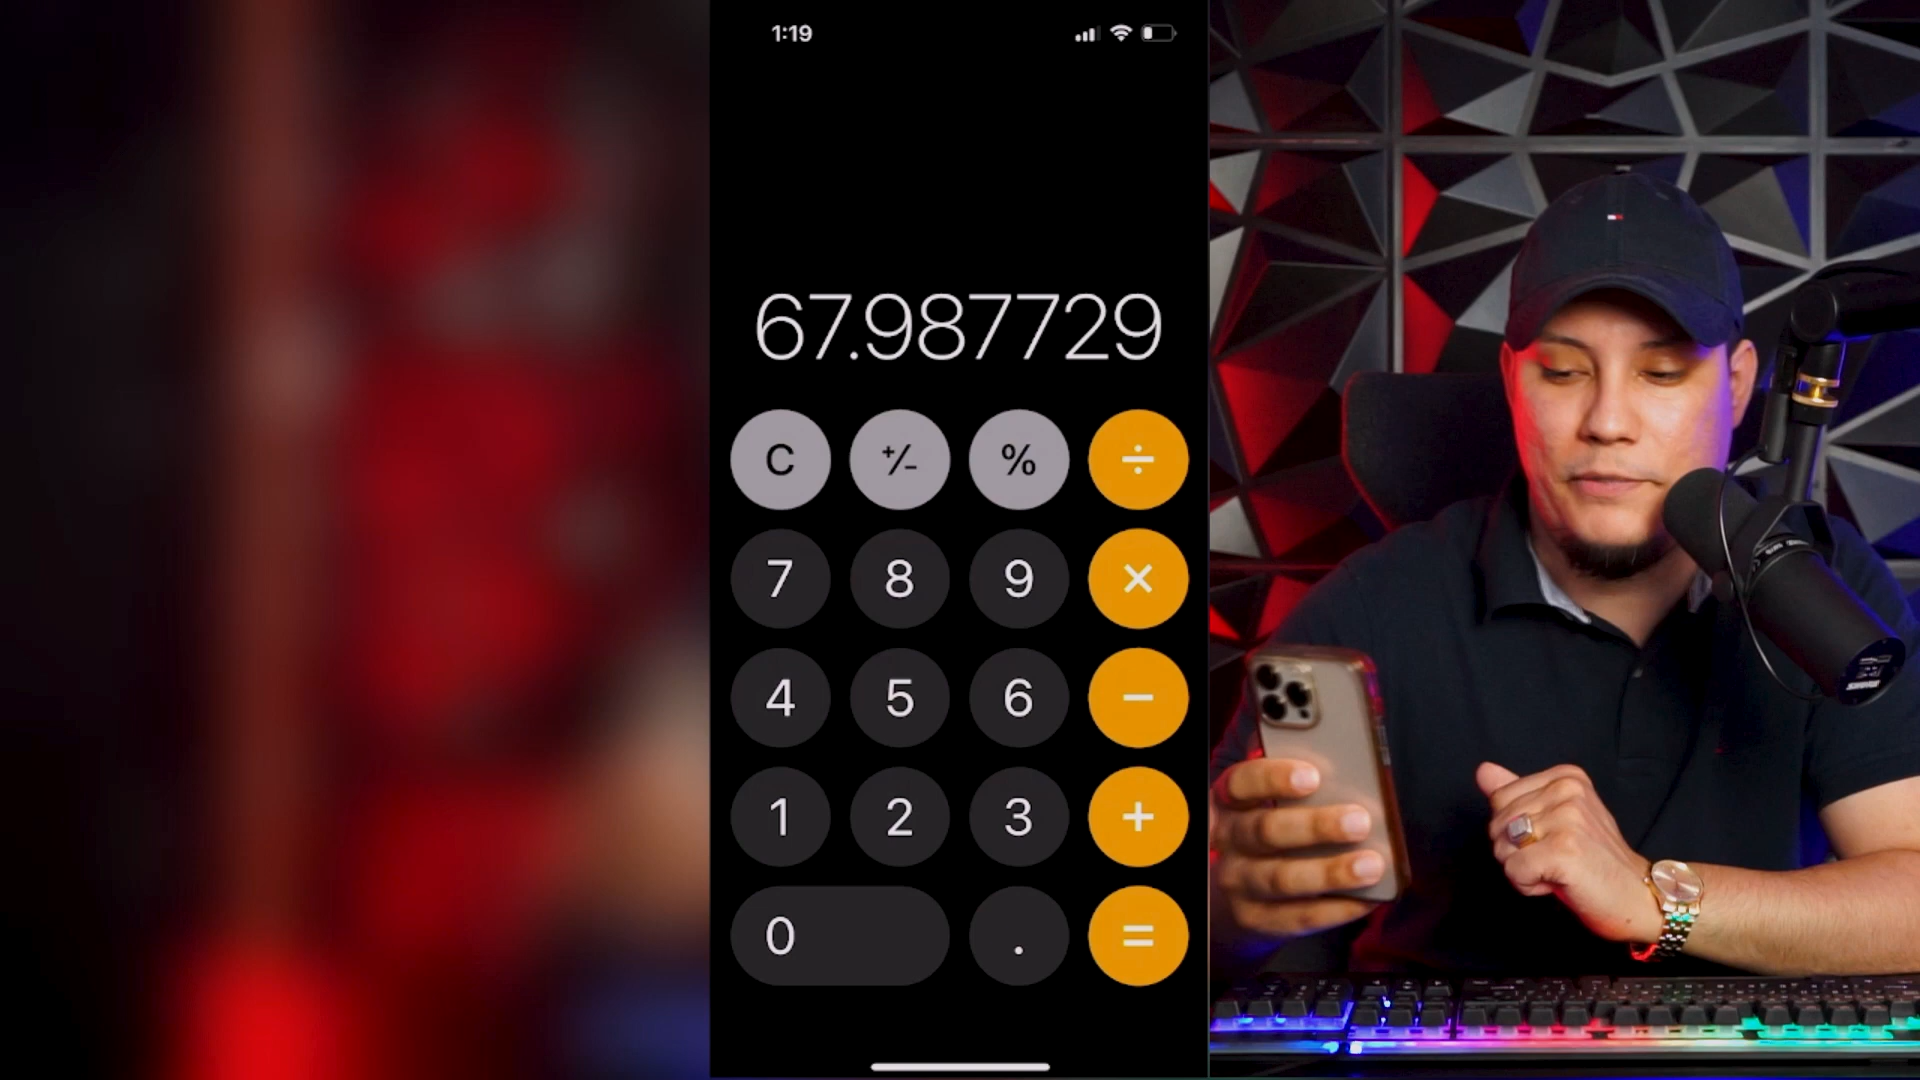 1:19
67.987729
C +/- % ÷
7 8 9 ×
4 5 6 −
1 2 3 +
0 . =